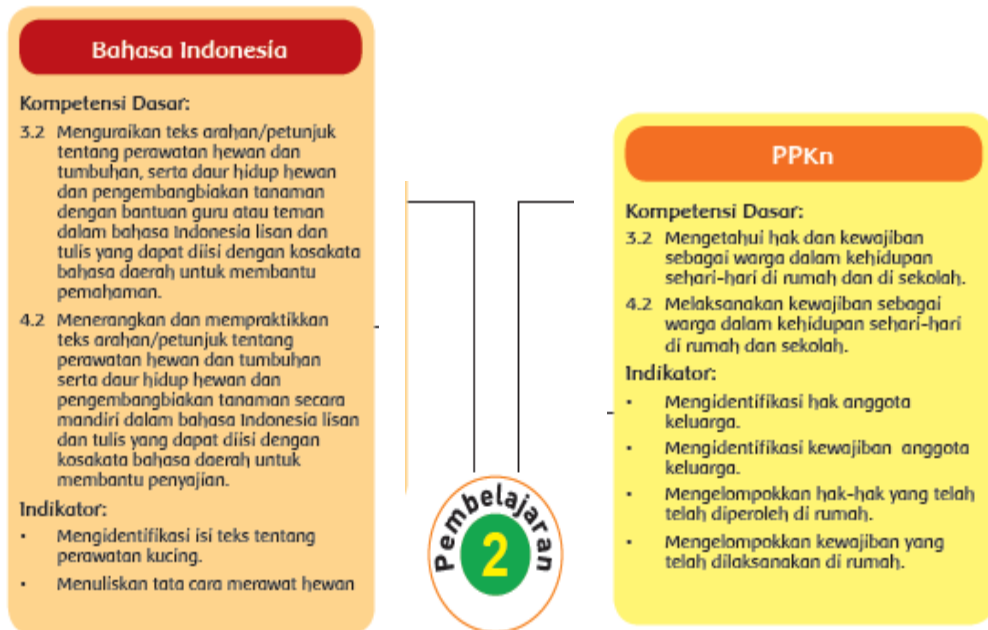 Bahasa Indonesia
Kompetensi Dasar:
3.2 Menguraikan teks arahan/petunjuk
tentang perawatan hewan dan
tumbuhan, serta daur hidup hewan
dan pengembangbiakan tanaman
dengan bantuan guru atau teman
dalam bahasa Indonesia lisan dan
tulis yang dapat diisi dengan kosakata
bahasa daerah untuk membantu
pemahaman.
4.2 Menerangkan dan mempraktikkan
teks arahan/petunjuk tentang
perawatan hewan dan tumbuhan
serta daur hidup hewan dan
pengembangbiakan tanaman secara
mandiri dalam bahasa Indonesia lisan
dan tulis yang dapat diisi dengan
kosakata bahasa daerah untuk
membantu penyajian.
Indikator:
• Mengidentifikasi isi teks tentang
perawatan kucing.
• Menuliskan tata cara merawat hewan
Pembelajaran
2
PPKn
Kompetensi Dasar:
3.2 Mengetahui hak dan kewajiban
sebagai warga dalam kehidupan
sehari-hari di rumah dan di sekolah.
4.2 Melaksanakan kewajiban sebagai
warga dalam kehidupan sehari-hari
di rumah dan sekolah.
Indikator:
• Mengidentifikasi hak anggota
keluarga.
• Mengidentifikasi kewajiban anggota
keluarga.
• Mengelompokkan hak-hak yang telah
telah diperoleh di rumah.
• Mengelompokkan kewajiban yang
telah dilaksanakan di rumah.